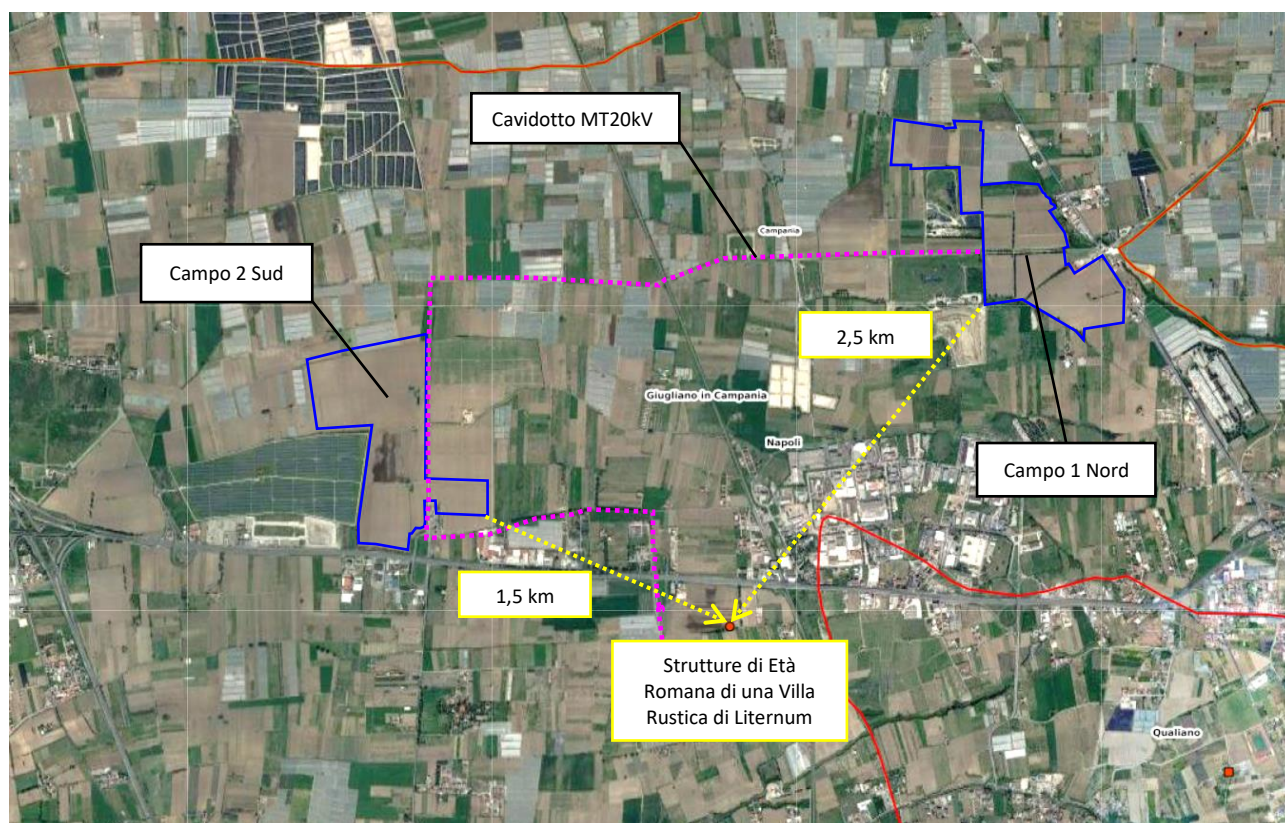 Cavidotto MT20kV
Campania
Campo 2 Sud
2,5 km
Giugliano in Campania
Napoli
Campo 1 Nord
1,5 km
Strutture di Età
Romana di una Villa
Rustica di Liternum
Qualiano